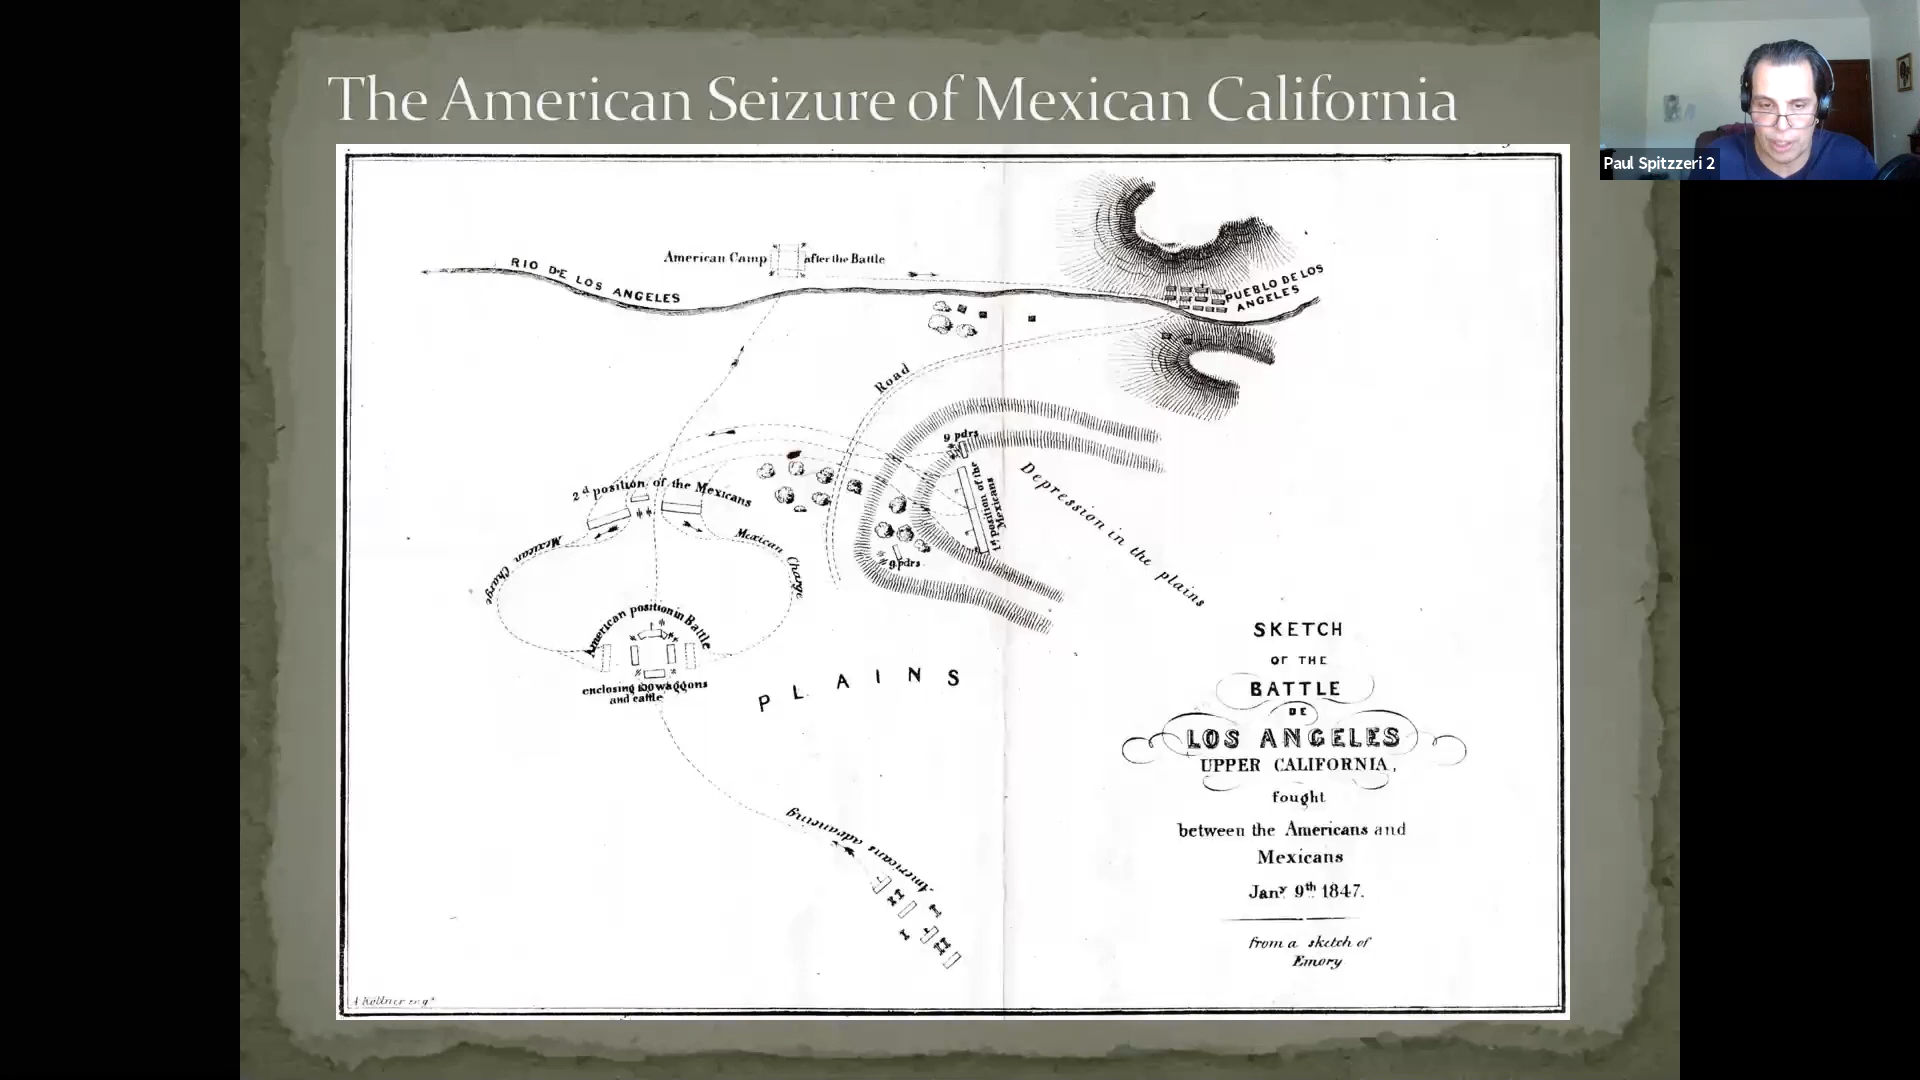 The American Seizure of Mexican California
Paul Spitzzeri 2
American Camp after the Battle
RIO DE LOS ANGELES
PUEBLO DE LOS
ANGELES
Road
9 pdrs
1st position of the
Mexicans
Depression in the plains
2d position of the Mexicans
Mexican Charge
Mexican Charge
9 pdrs
American position in Battle
enclosing 100 waggons
and cattle
PLAINS
Americans advancing
SKETCH
OF THE
BATTLE
DE
LOS ANGELES
UPPER CALIFORNIA,
fought
between the Americans and
Mexicans
Jany 9th 1847.
from a sketch of
Emory
A Köllner engr